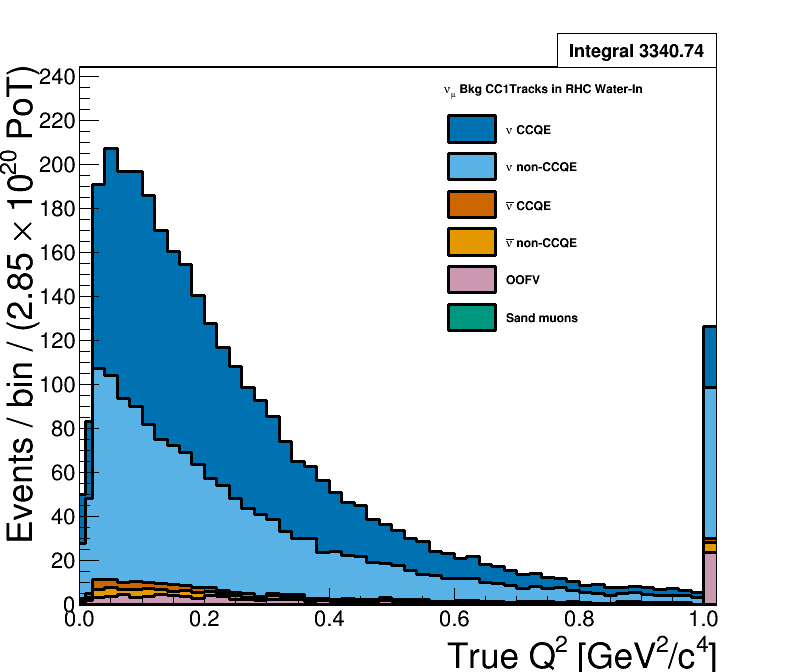 Integral 3340.74
ν_μ Bkg CC1Tracks in RHC Water-In
ν CCQE
ν non-CCQE
ν̅ CCQE
ν̅ non-CCQE
OOFV
Sand muons
Events / bin / (2.85 × 10^20 PoT)
240
220
200
180
160
140
120
100
80
60
40
20
0
0.0 0.2 0.4 0.6 0.8 1.0
True Q^2 [GeV^2/c^4]